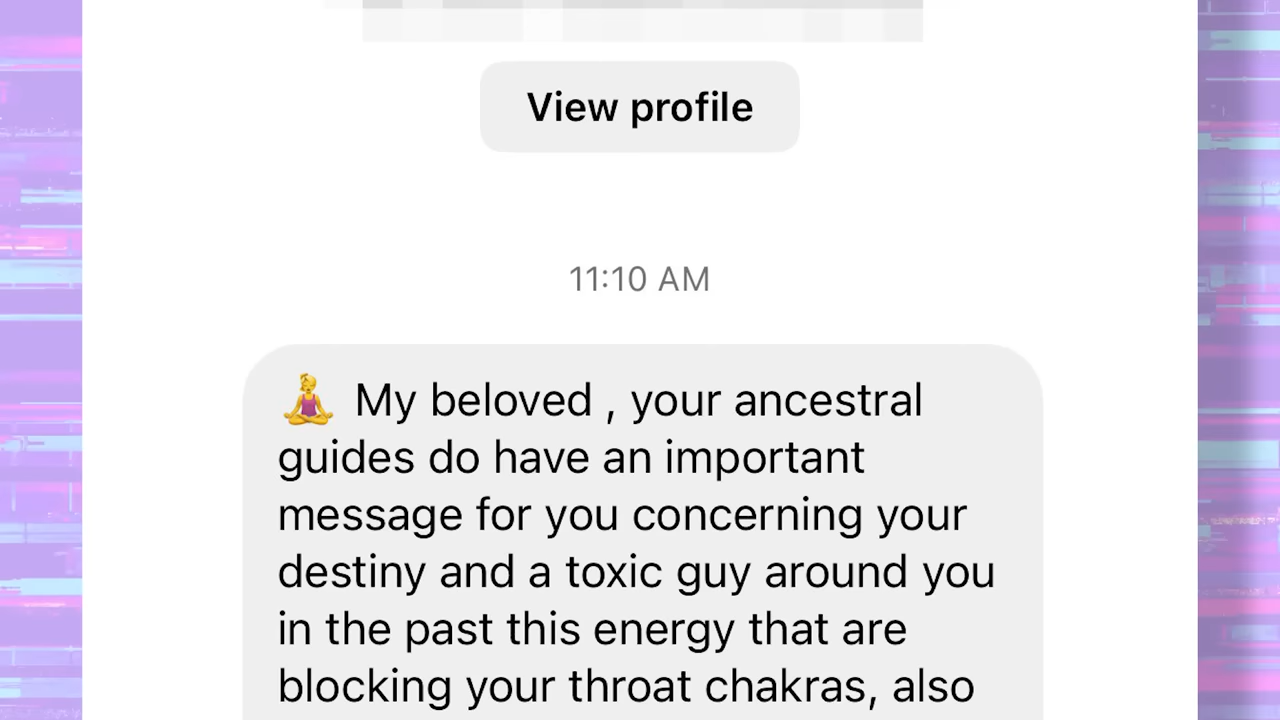 View profile
11:10 AM
🧘‍♀️ My beloved , your ancestral
guides do have an important
message for you concerning your
destiny and a toxic guy around you
in the past this energy that are
blocking your throat chakras, also